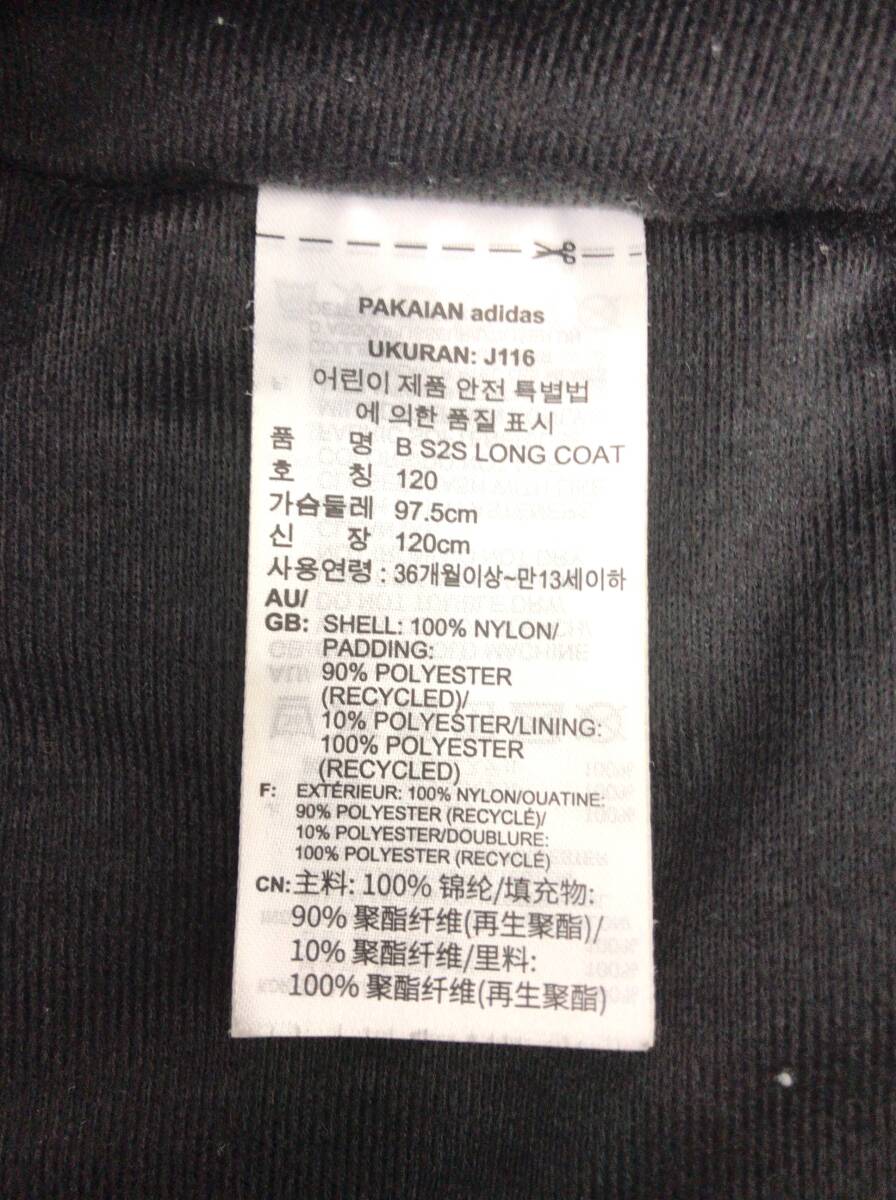 PAKAIAN adidas
UKURAN: J116
어린이 제품 안전 특별법
에 의한 품질 표시
품 명 B S2S LONG COAT
호 칭 120
가슴둘레 97.5cm
신 장 120cm
사용연령 : 36개월이상~만13세이하
AU/
GB: SHELL: 100% NYLON/
PADDING:
90% POLYESTER
(RECYCLED)/
10% POLYESTER/LINING:
100% POLYESTER
(RECYCLED)
F: EXTÉRIEUR: 100% NYLON/OUATINE:
90% POLYESTER (RECYCLÉ)/
10% POLYESTER/DOUBLURE:
100% POLYESTER (RECYCLÉ)
CN: 主料: 100% 锦纶/填充物:
90% 聚酯纤维(再生聚酯)/
10% 聚酯纤维/里料:
100% 聚酯纤维(再生聚酯)